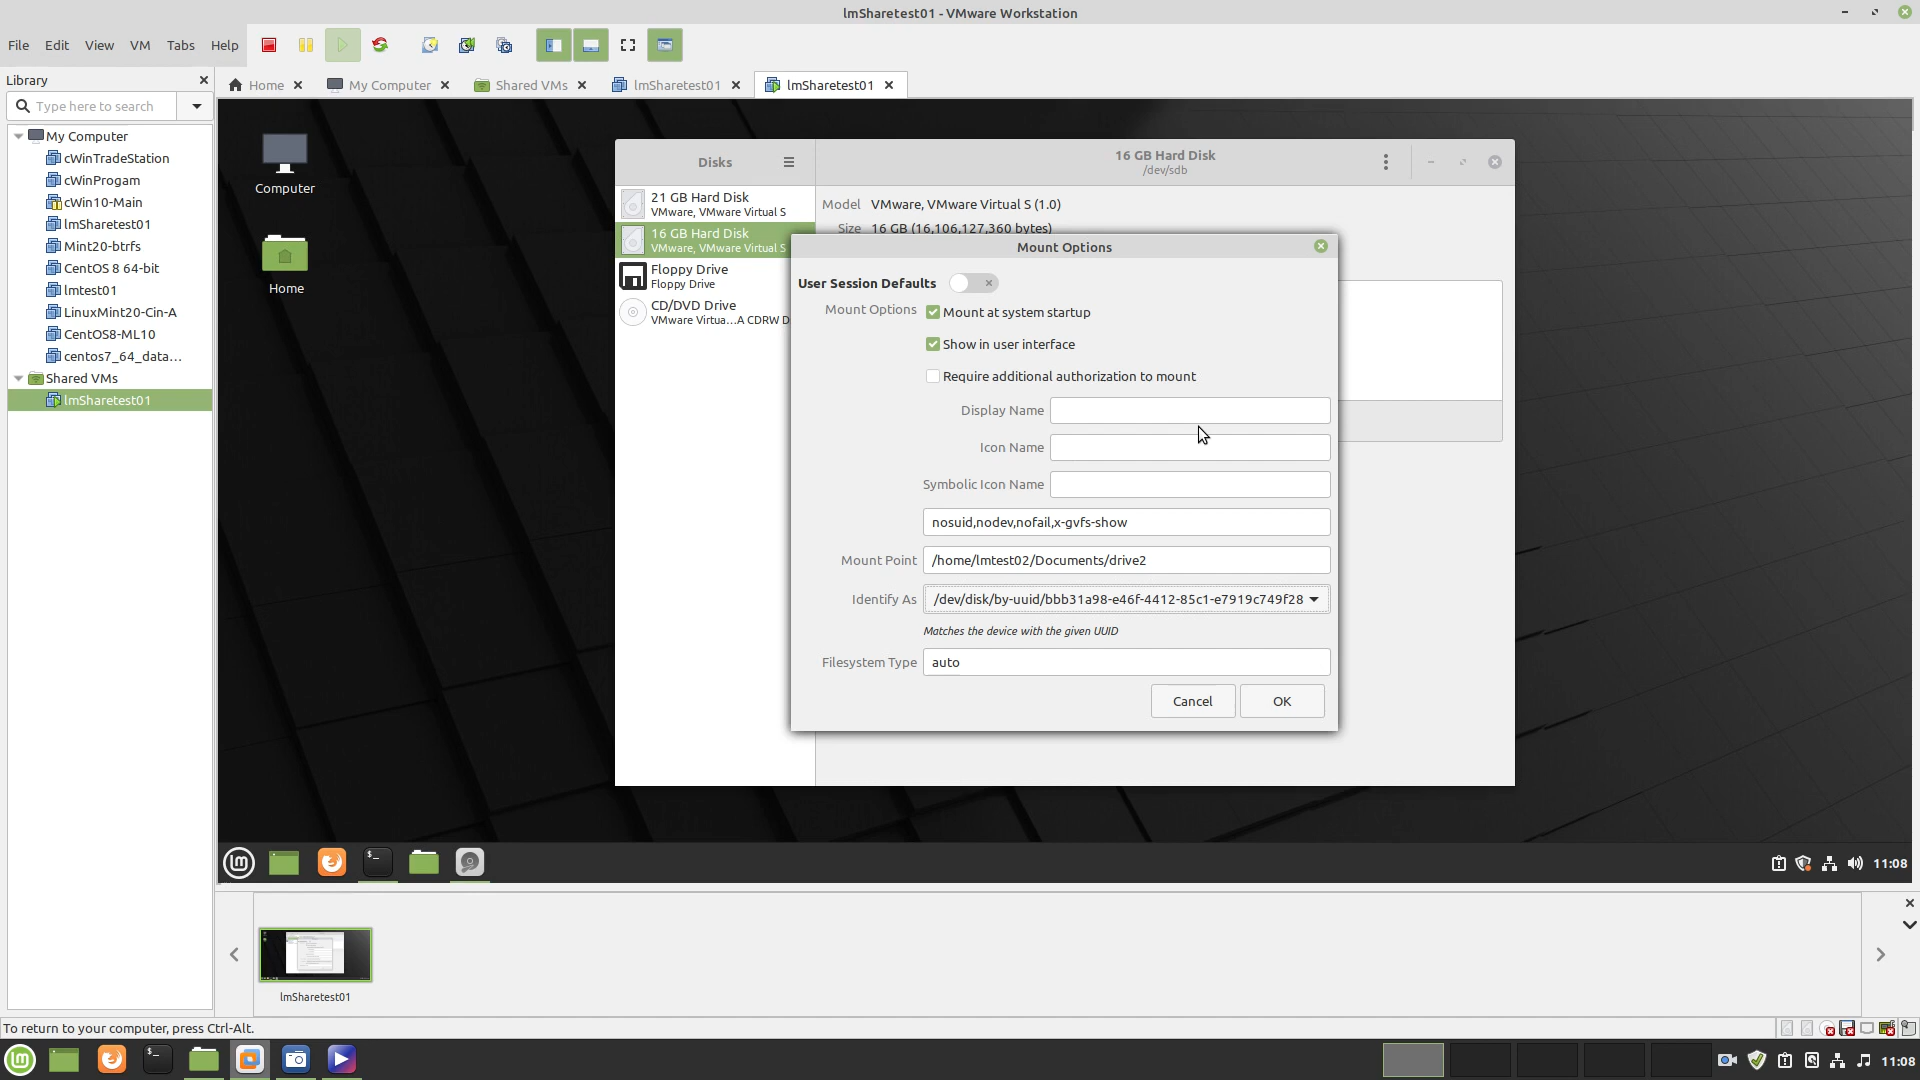 lmSharetest01 - VMware Workstation
File Edit View VM Tabs Help
Library
Home My Computer Shared VMs lmSharetest01 lmSharetest01
Type here to search
My Computer
cWinTradeStation
cWinProgam
cWin10-Main
lmSharetest01
Mint20-btrfs
CentOS 8 64-bit
lmtest01
LinuxMint20-Cin-A
CentOS8-ML10
centos7_64_data...
Shared VMs
lmSharetest01
Computer
Home
Disks
16 GB Hard Disk
/dev/sdb
21 GB Hard Disk
VMware, VMware Virtual S
16 GB Hard Disk
VMware, VMware Virtual S
Floppy Drive
Floppy Drive
CD/DVD Drive
VMware Virtua...A CDRW D
Model VMware, VMware Virtual S (1.0)
Size 16 GB (16,106,127,360 bytes)
Mount Options
User Session Defaults
Mount Options Mount at system startup
Show in user interface
Require additional authorization to mount
Display Name
Icon Name
Symbolic Icon Name
nosuid,nodev,nofail,x-gvfs-show
Mount Point /home/lmtest02/Documents/drive2
Identify As /dev/disk/by-uuid/bbb31a98-e46f-4412-85c1-e7919c749f28
Matches the device with the given UUID
Filesystem Type auto
Cancel OK
11:08
lmSharetest01
To return to your computer, press Ctrl-Alt.
11:08